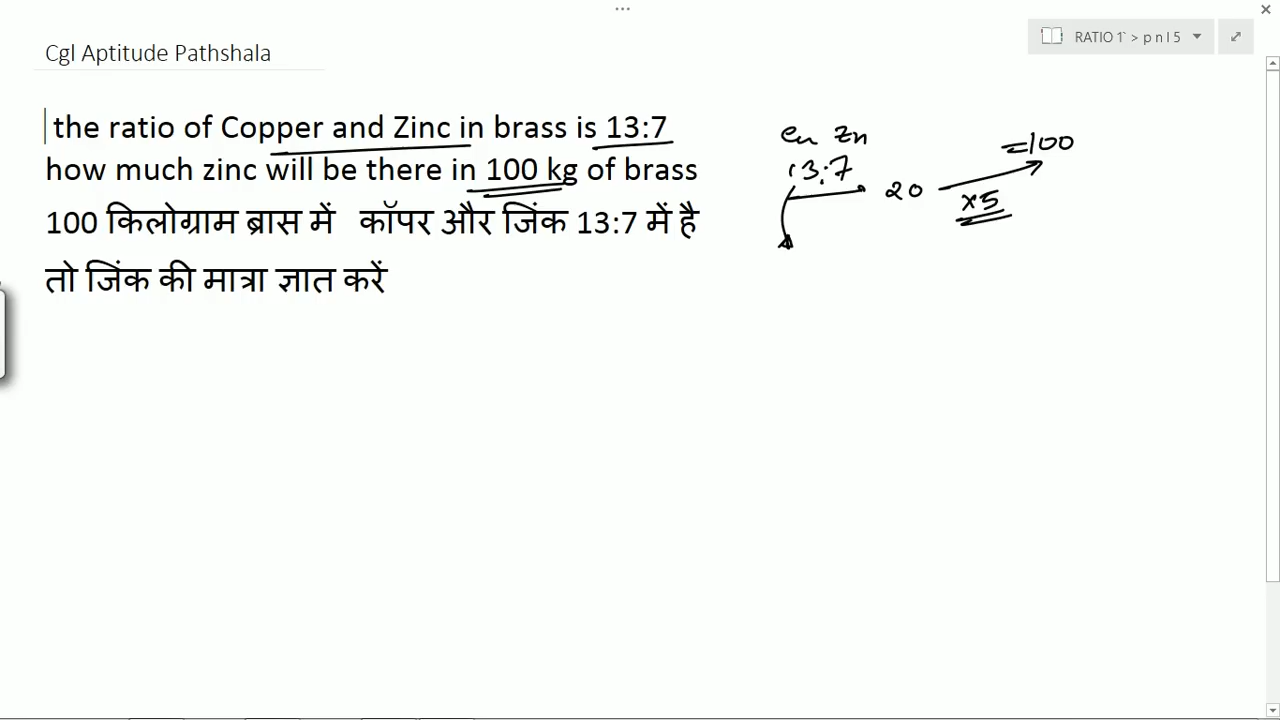 Cgl Aptitude Pathshala
RATIO 1` > p n l 5
the ratio of Copper and Zinc in brass is 13:7
how much zinc will be there in 100 kg of brass
100 किलोग्राम ब्रास में कॉपर और जिंक 13:7 में है
तो जिंक की मात्रा ज्ञात करें
Cu Zn
13:7
20
×5
=100